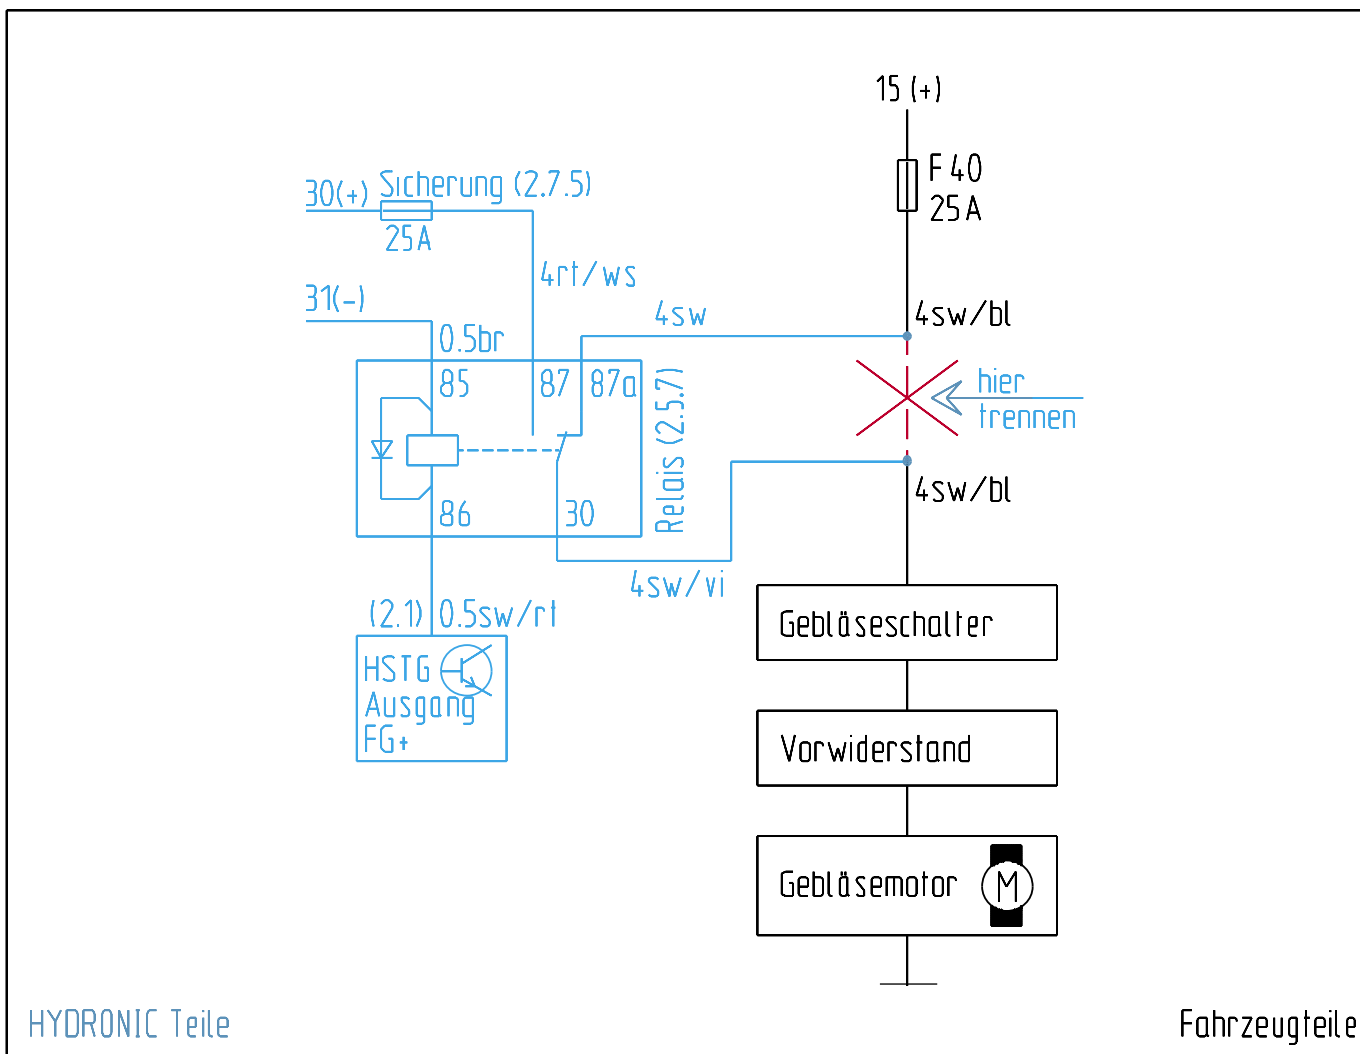 15 (+)
F 40
25 A
30(+)
Sicherung (2.7.5)
25A
4rt/ws
31(-)
4sw
4sw/bl
0.5br
85
87
87a
Relais (2.5.7)
hier
trennen
86
30
4sw/bl
4sw/vi
(2.1)
0.5sw/rt
Gebläseschalter
HSTG
Ausgang
FG+
Vorwiderstand
Gebläsemotor
M
HYDRONIC Teile
Fahrzeugteile